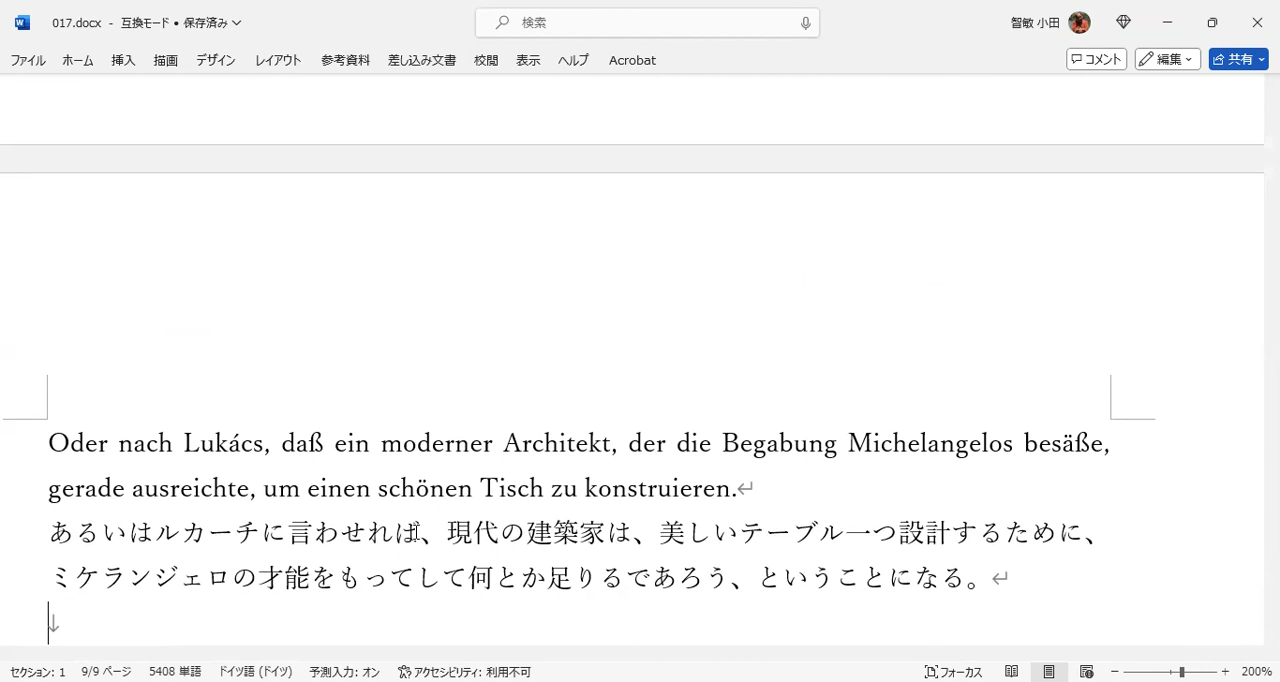 017.docx - 互換モード • 保存済み
検索
智敏 小田
ファイル ホーム 挿入 描画 デザイン レイアウト 参考資料 差し込み文書 校閲 表示 ヘルプ Acrobat
コメント 編集 共有
Oder nach Lukács, daß ein moderner Architekt, der die Begabung Michelangelos besäße,
gerade ausreichte, um einen schönen Tisch zu konstruieren.↵
あるいはルカーチに言わせれば、現代の建築家は、美しいテーブル一つ設計するために、
ミケランジェロの才能をもってして何とか足りるであろう、ということになる。↵
↓
セクション: 1 9/9 ページ 5408 単語 ドイツ語 (ドイツ) 予測入力: オン アクセシビリティ: 利用不可 フォーカス 200%